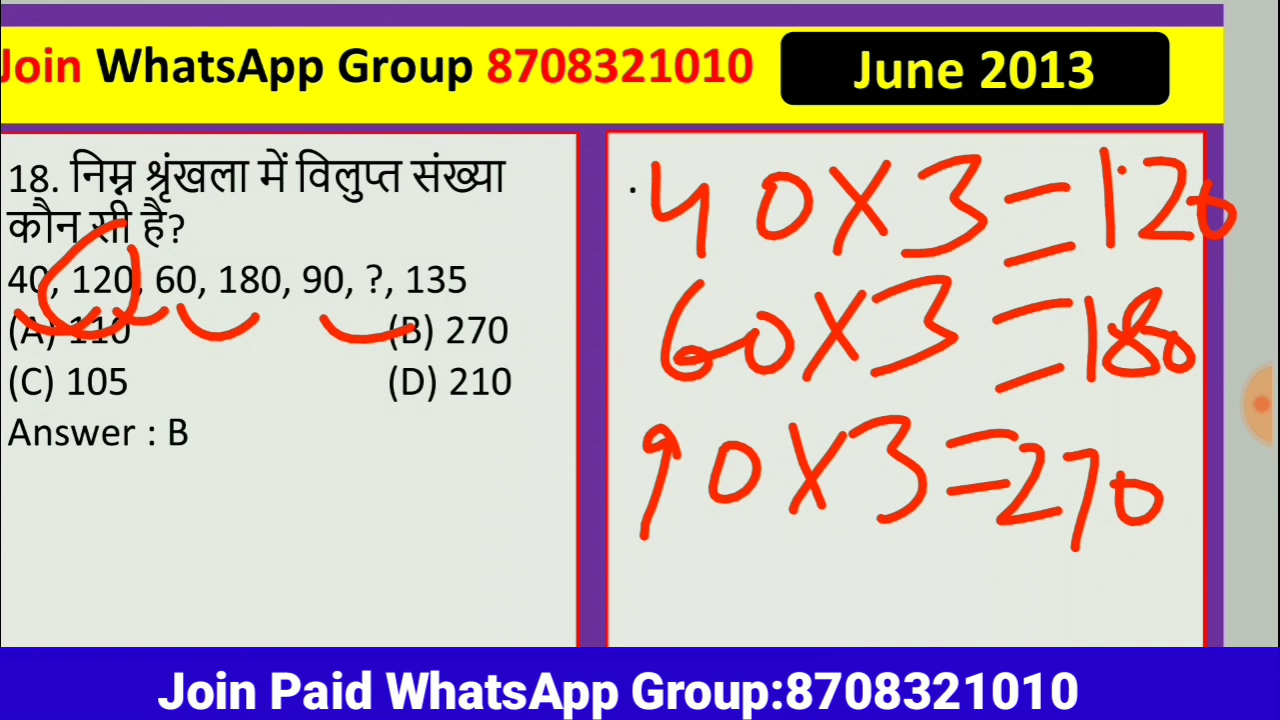 Join WhatsApp Group 8708321010
June 2013
18. निम्न श्रृंखला में विलुप्त संख्या
कौन सी है?
40, 120, 60, 180, 90, ?, 135
(A) 110 (B) 270
(C) 105 (D) 210
Answer : B
. 40X3=120
60X3=180
90X3=270
Join Paid WhatsApp Group:8708321010